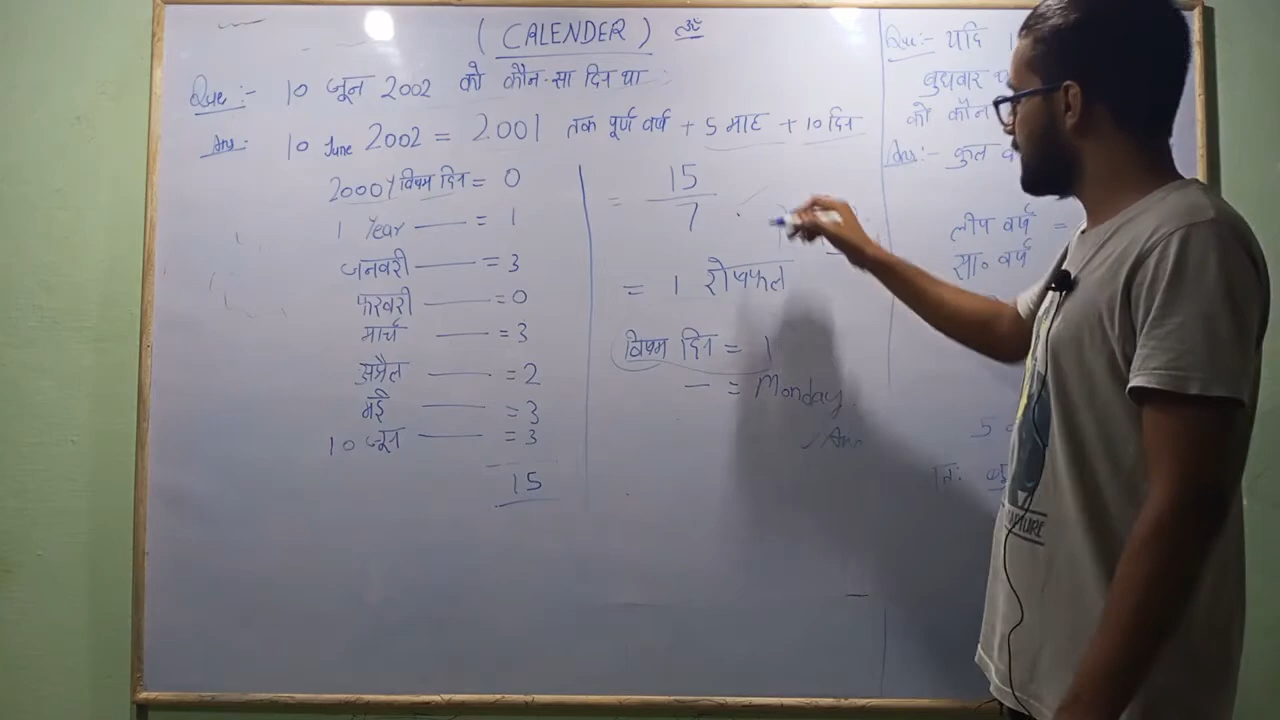 ( CALENDER )
Que:- 10 जून 2002 को कौन-सा दिन था
Ans:- 10 June 2002 = 2001 तक पूर्ण वर्ष + 5 माह + 10 दिन
2000 Y विषम दिन = 0
1 Year = 1
जनवरी = 3
फरवरी = 0
मार्च = 3
अप्रैल = 2
मई = 3
10 जून = 3
15
= 15
7
= 1 शेषफल
विषम दिन = 1
— = Monday
Ans
Que:- यदि 1
बुधवार
को कौन
Ans:- कुल व
लीप वर्ष =
सा० वर्ष
5